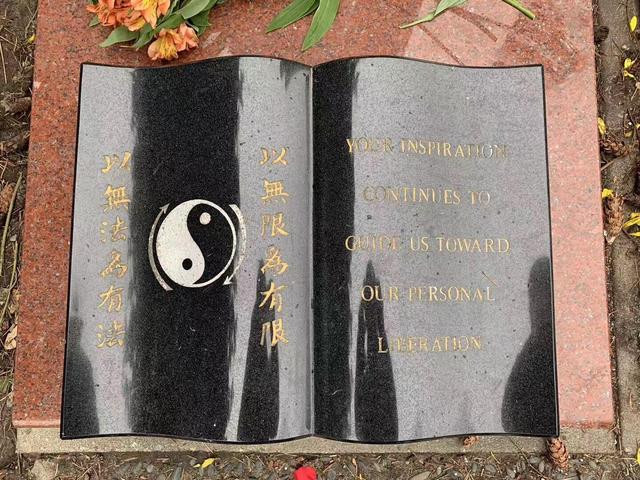 以無法為有法
以無限為有限
YOUR INSPIRATION
CONTINUES TO
GUIDE US TOWARD
OUR PERSONAL
LIBERATION